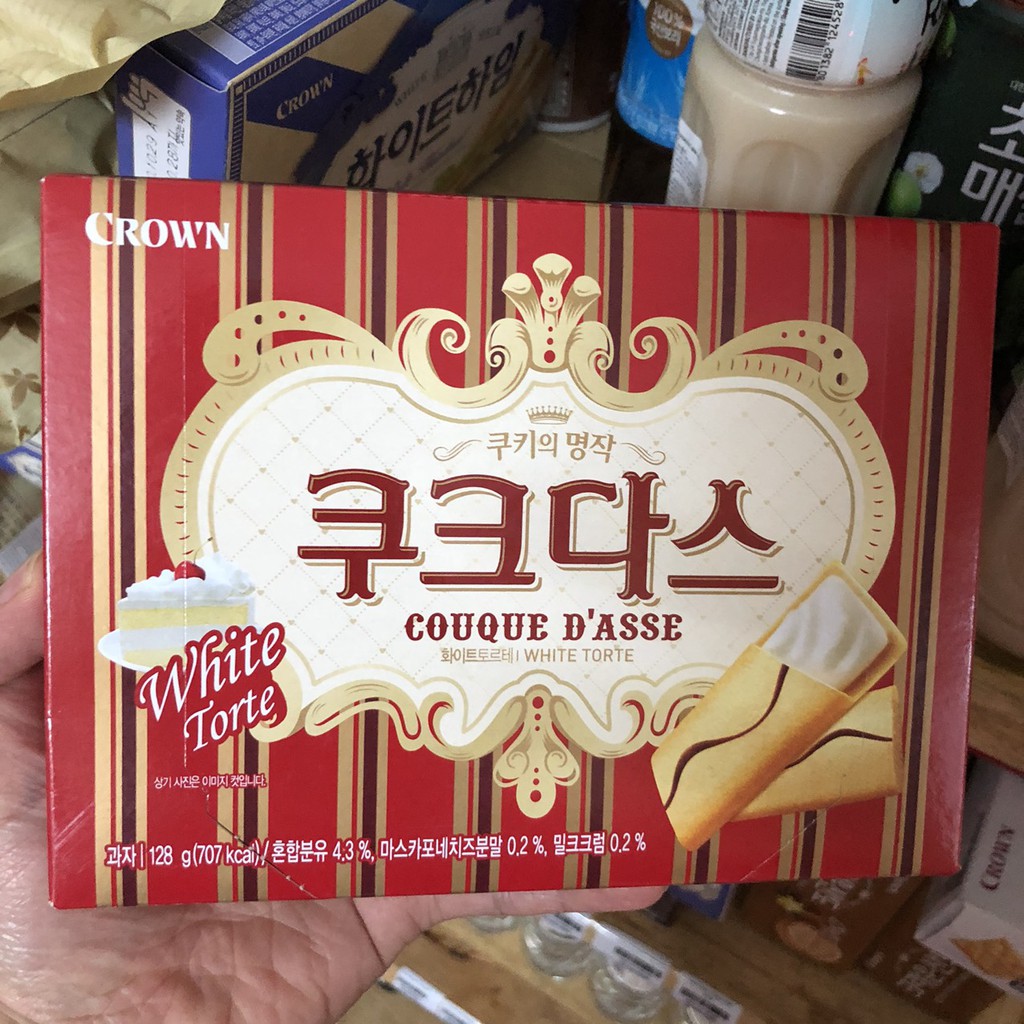 CROWN
쿠키의 명작
쿠크다스
COUQUE D'ASSE
화이트토르테 | WHITE TORTE
White
Torte
상기 사진은 이미지 컷입니다.
과자 | 128 g(707 kcal) / 혼합분유 4.3 %, 마스카포네치즈분말 0.2 %, 밀크크림 0.2 %
CROWN
화이트하임
100%
CROWN